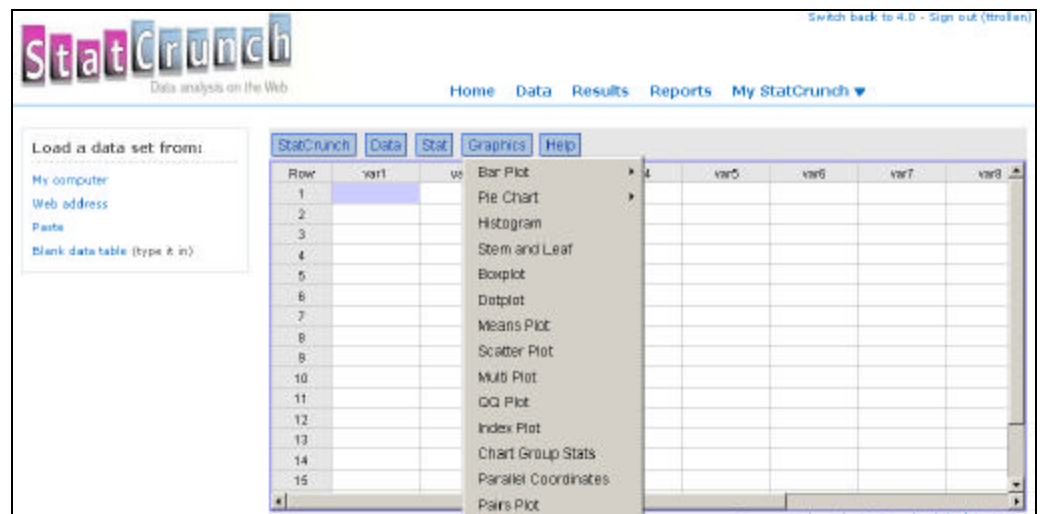 Switch back to 4.0 - Sign out (ttrollen)
StatCrunch
Data analysis on the Web
Home Data Results Reports My StatCrunch ▾
Load a data set from:
My computer
Web address
Paste
Blank data table (type it in)
StatCrunch Data Stat Graphics Help
Row var1 va 4 var5 var6 var7 var8
1
2
3
4
5
6
7
8
9
10
11
12
13
14
15
Bar Plot
Pie Chart
Histogram
Stem and Leaf
Boxplot
Dotplot
Means Plot
Scatter Plot
Multi Plot
QQ Plot
Index Plot
Chart Group Stats
Parallel Coordinates
Pairs Plot